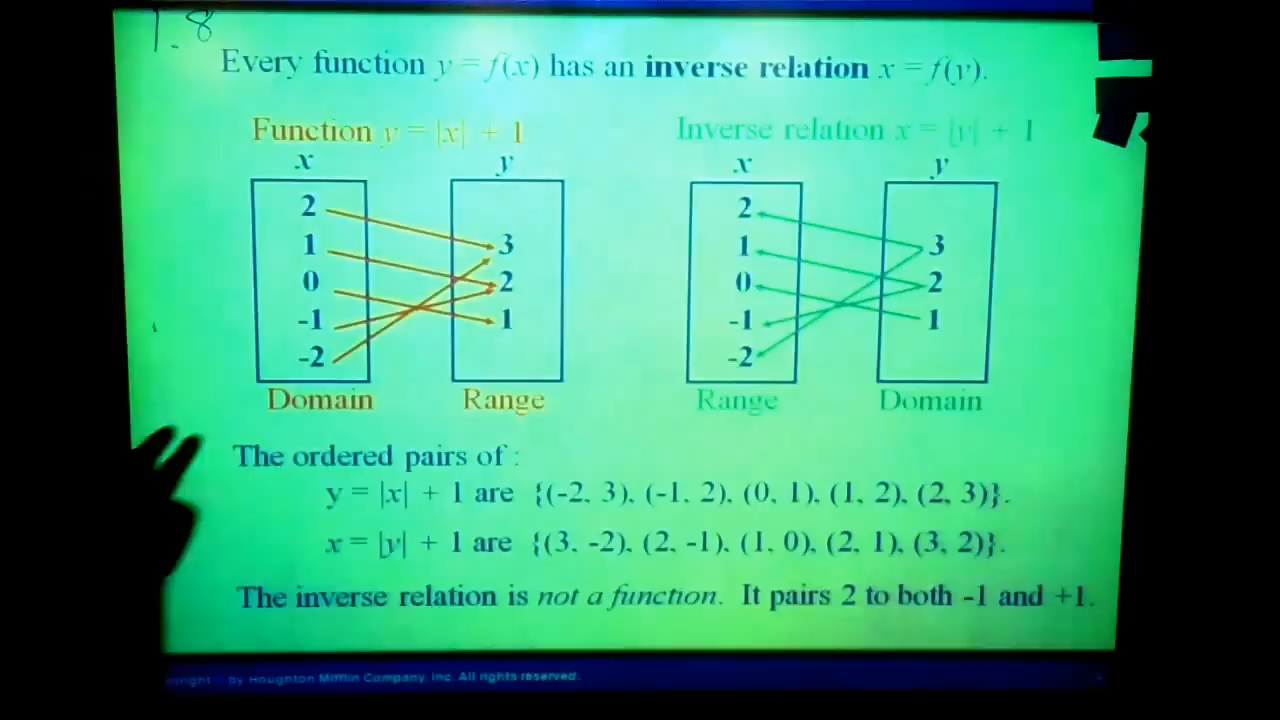 1.8
Every function y = f(x) has an inverse relation x = f(y).
Function y = |x| + 1
x y
2
1
0
-1
-2
3
2
1
Domain Range
Inverse relation x = |y| + 1
x y
2
1
0
-1
-2
3
2
1
Range Domain
The ordered pairs of :
y = |x| + 1 are {(-2, 3), (-1, 2), (0, 1), (1, 2), (2, 3)}.
x = |y| + 1 are {(3, -2), (2, -1), (1, 0), (2, 1), (3, 2)}.
The inverse relation is not a function. It pairs 2 to both -1 and +1.
by Houghton Mifflin Company, Inc. All rights reserved.